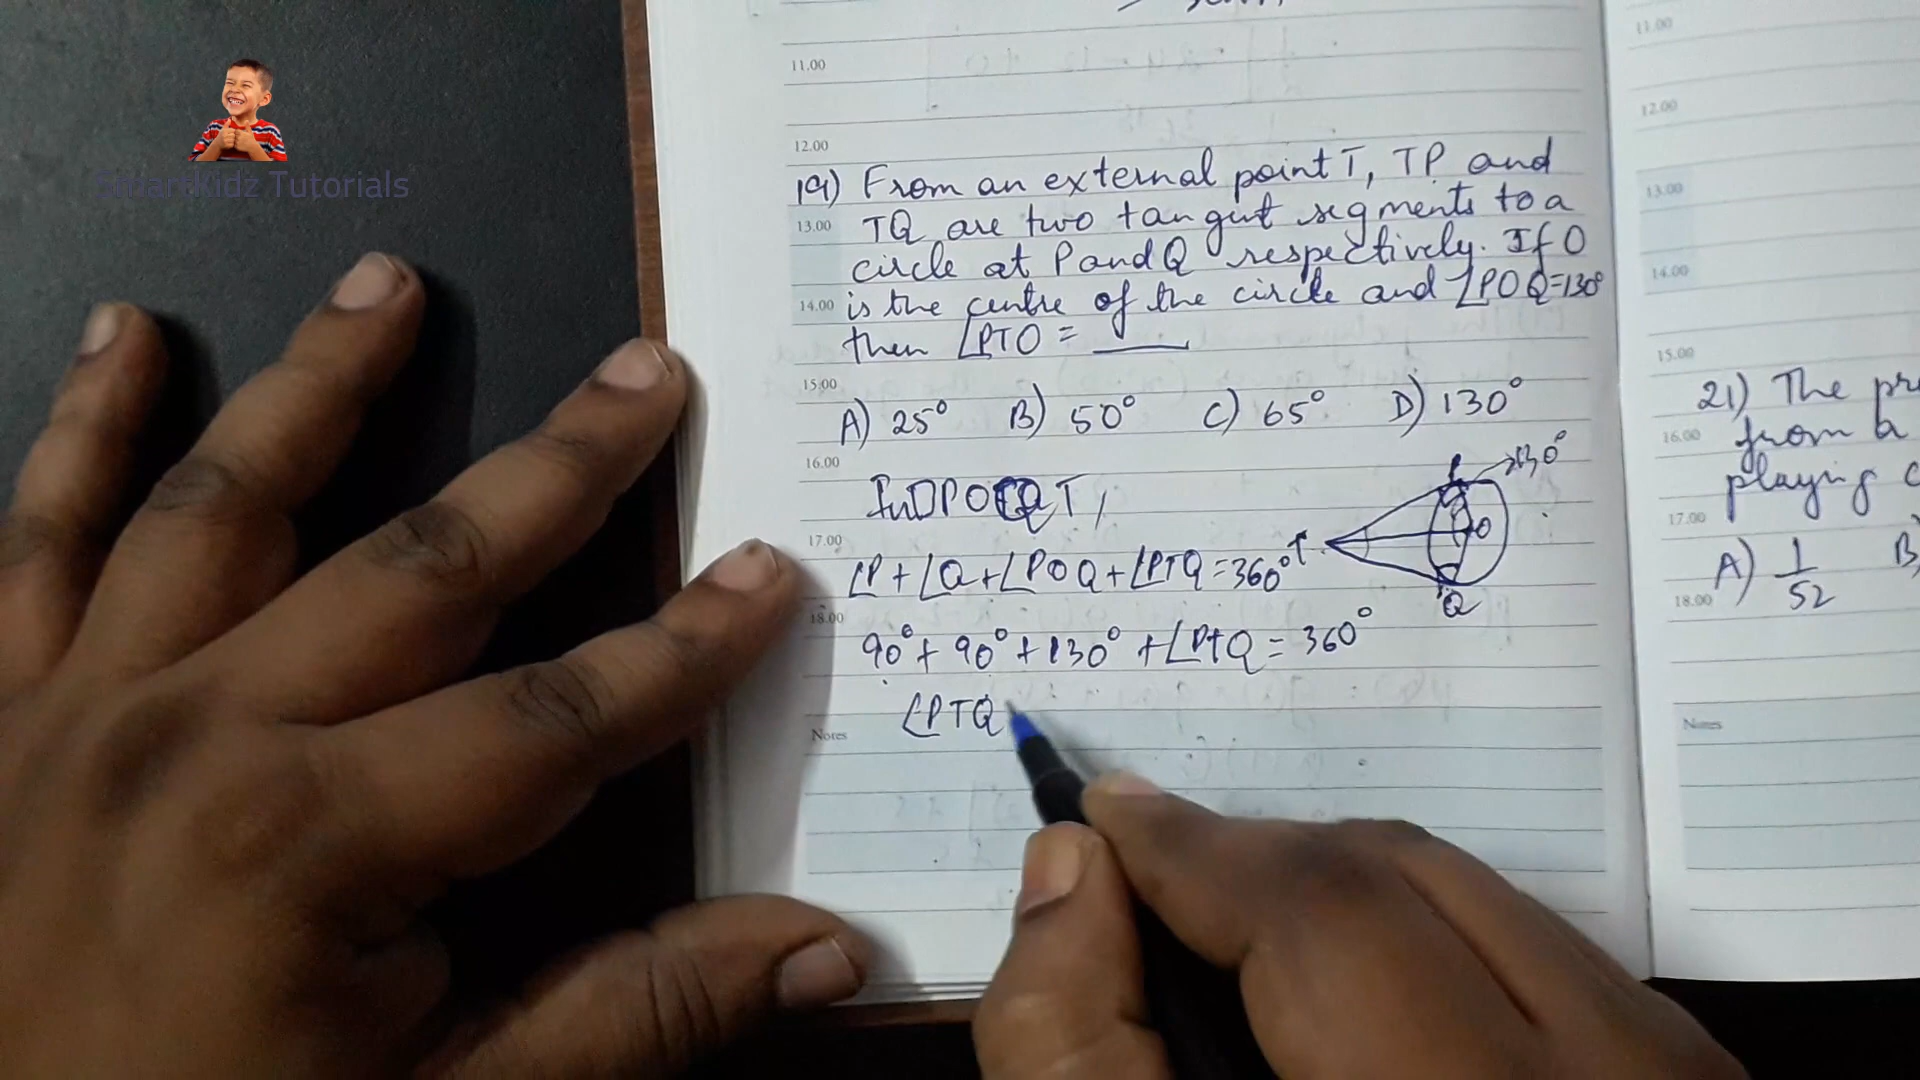 SmartKidz Tutorials
11.00
12.00
19) From an external point T, TP and
13.00 TQ are two tangent segments to a
circle at P and Q respectively. If O
14.00 is the centre of the circle and ∠POQ=130°
then ∠PTO = ____
15.00
A) 25° B) 50° C) 65° D) 130°
16.00
130°
In □POQT,
O
17.00
T
∠P+∠Q+∠POQ+∠PTQ=360°
Q
18.00
90°+90°+130°+∠PTQ=360°
∠PTQ
Notes
11.00
12.00
13.00
14.00
15.00
21) The
16.00 from a
playing
17.00
A) 1/52 B)
18.00
Notes